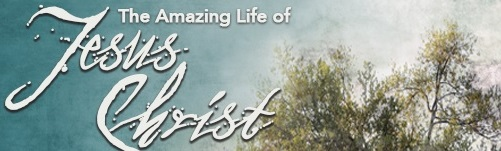 The Amazing Life of
Jesus
Christ